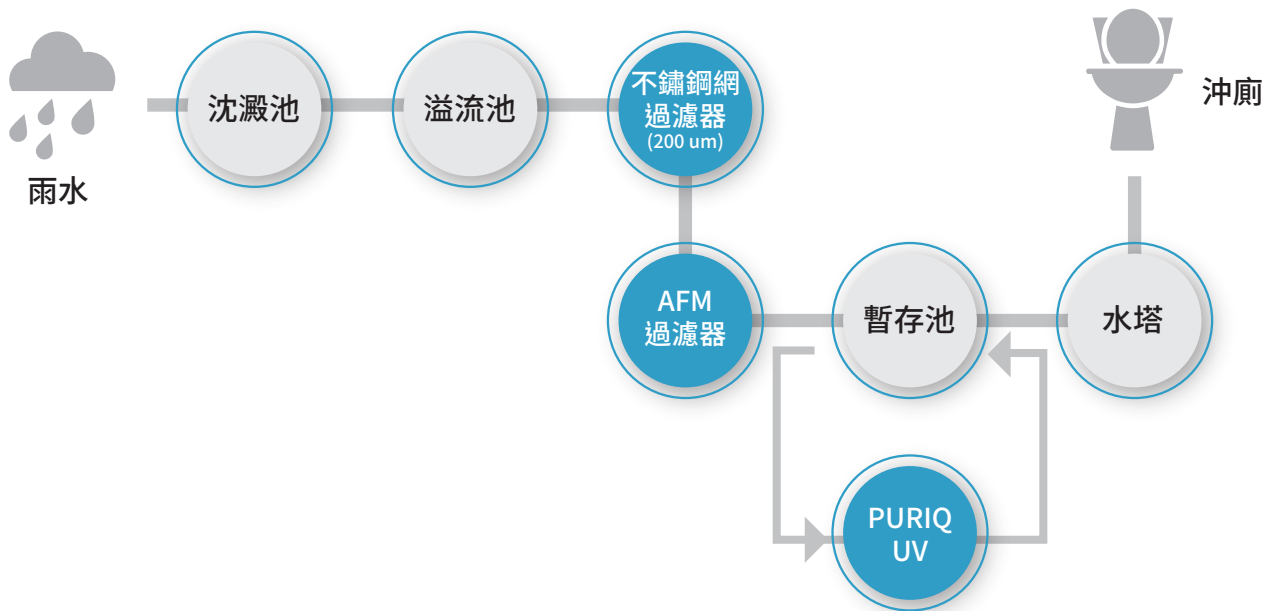 雨水
沈澱池
溢流池
不鏽鋼網
過濾器
(200 um)
沖廁
AFM
過濾器
暫存池
水塔
PURIQ
UV